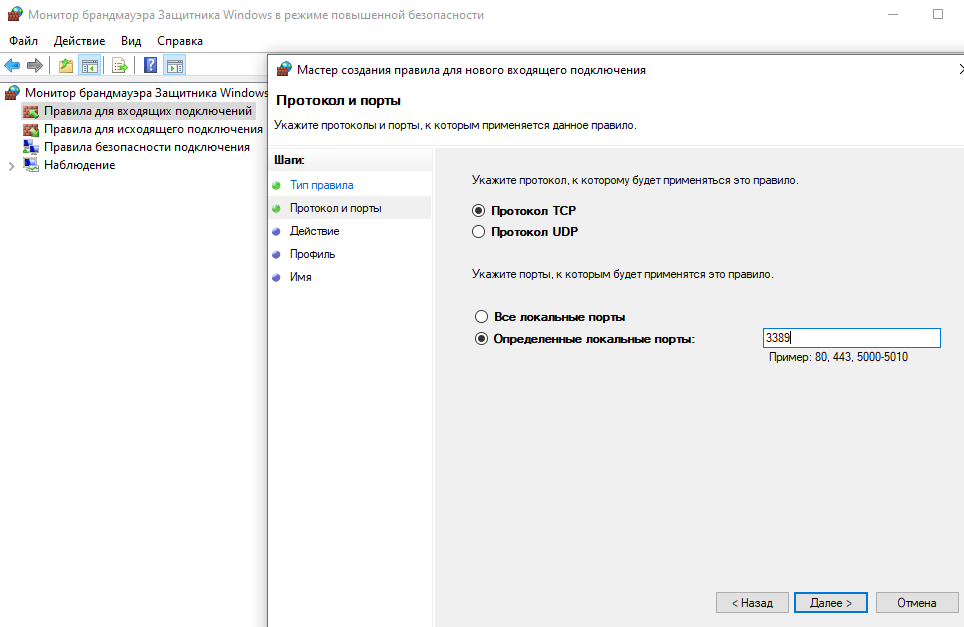 Монитор брандмауэра Защитника Windows в режиме повышенной безопасности
Файл Действие Вид Справка
Монитор брандмауэра Защитника Windows
Правила для входящих подключений
Правила для исходящего подключения
Правила безопасности подключения
Наблюдение
Мастер создания правила для нового входящего подключения
Протокол и порты
Укажите протоколы и порты, к которым применяется данное правило.
Шаги:
Тип правила
Протокол и порты
Действие
Профиль
Имя
Укажите протокол, к которому будет применяться это правило.
Протокол TCP
Протокол UDP
Укажите порты, к которым будет применятся это правило.
Все локальные порты
Определенные локальные порты: 3389
Пример: 80, 443, 5000-5010
< Назад Далее > Отмена